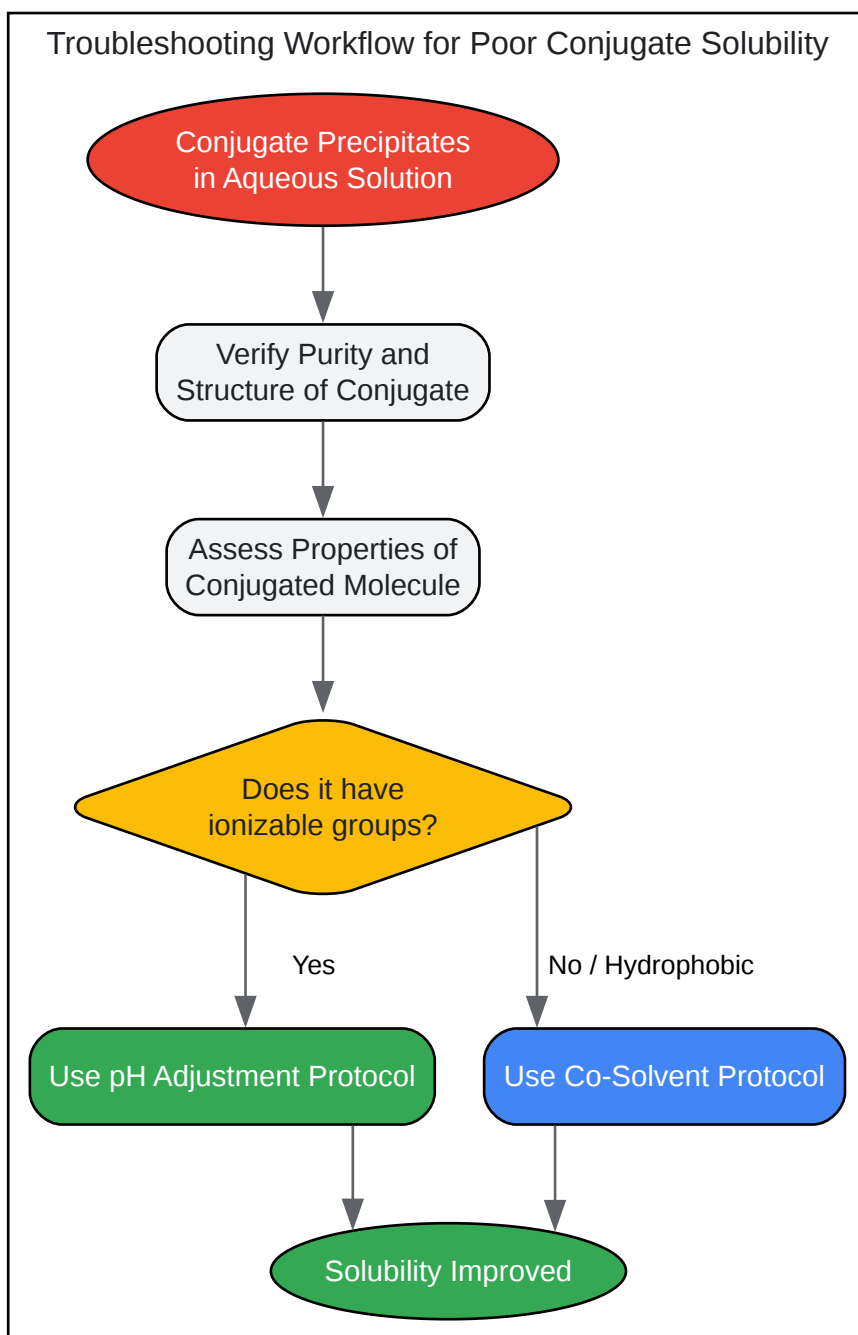 Troubleshooting Workflow for Poor Conjugate Solubility
Conjugate Precipitates
in Aqueous Solution
Verify Purity and
Structure of Conjugate
Assess Properties of
Conjugated Molecule
Does it have
ionizable groups?
Yes
No / Hydrophobic
Use pH Adjustment Protocol
Use Co-Solvent Protocol
Solubility Improved